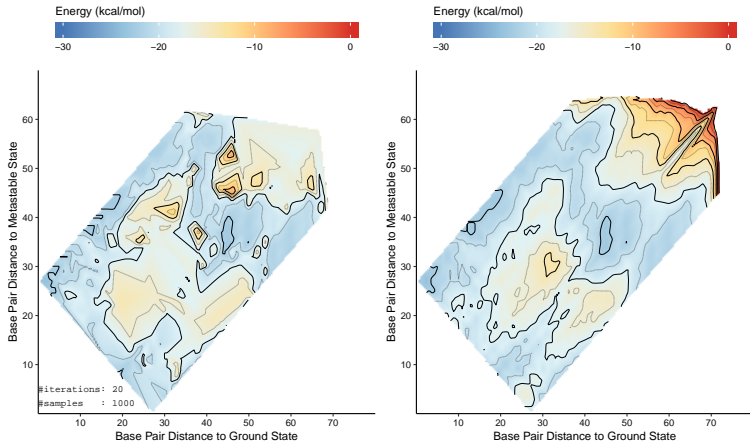 Energy (kcal/mol)
−30 −20 −10 0
Base Pair Distance to Metastable State
60
50
40
30
20
10
#iterations: 20
#samples : 1000
10 20 30 40 50 60 70
Base Pair Distance to Ground State
Energy (kcal/mol)
−30 −20 −10 0
Base Pair Distance to Metastable State
60
50
40
30
20
10
10 20 30 40 50 60 70
Base Pair Distance to Ground State